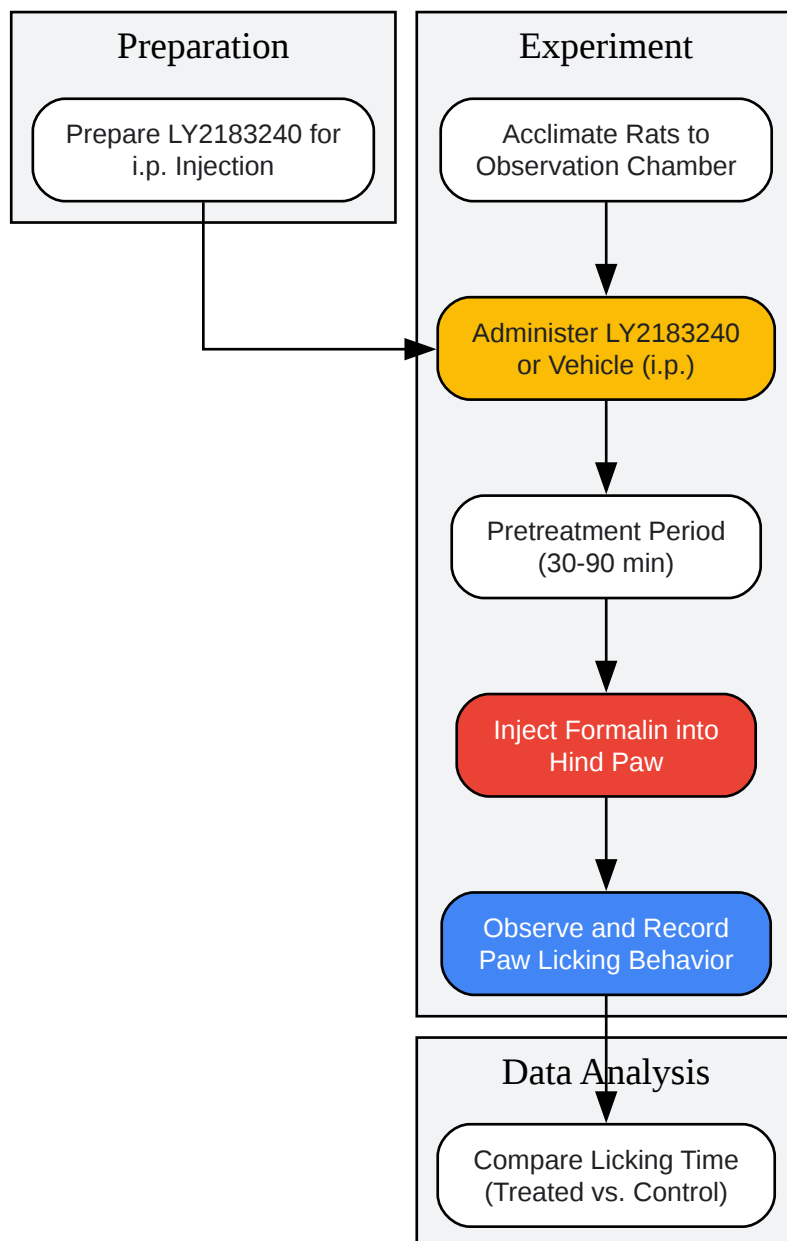 Preparation
Prepare LY2183240 for
i.p. Injection
Experiment
Acclimate Rats to
Observation Chamber
Administer LY2183240
or Vehicle (i.p.)
Pretreatment Period
(30-90 min)
Inject Formalin into
Hind Paw
Observe and Record
Paw Licking Behavior
Data Analysis
Compare Licking Time
(Treated vs. Control)